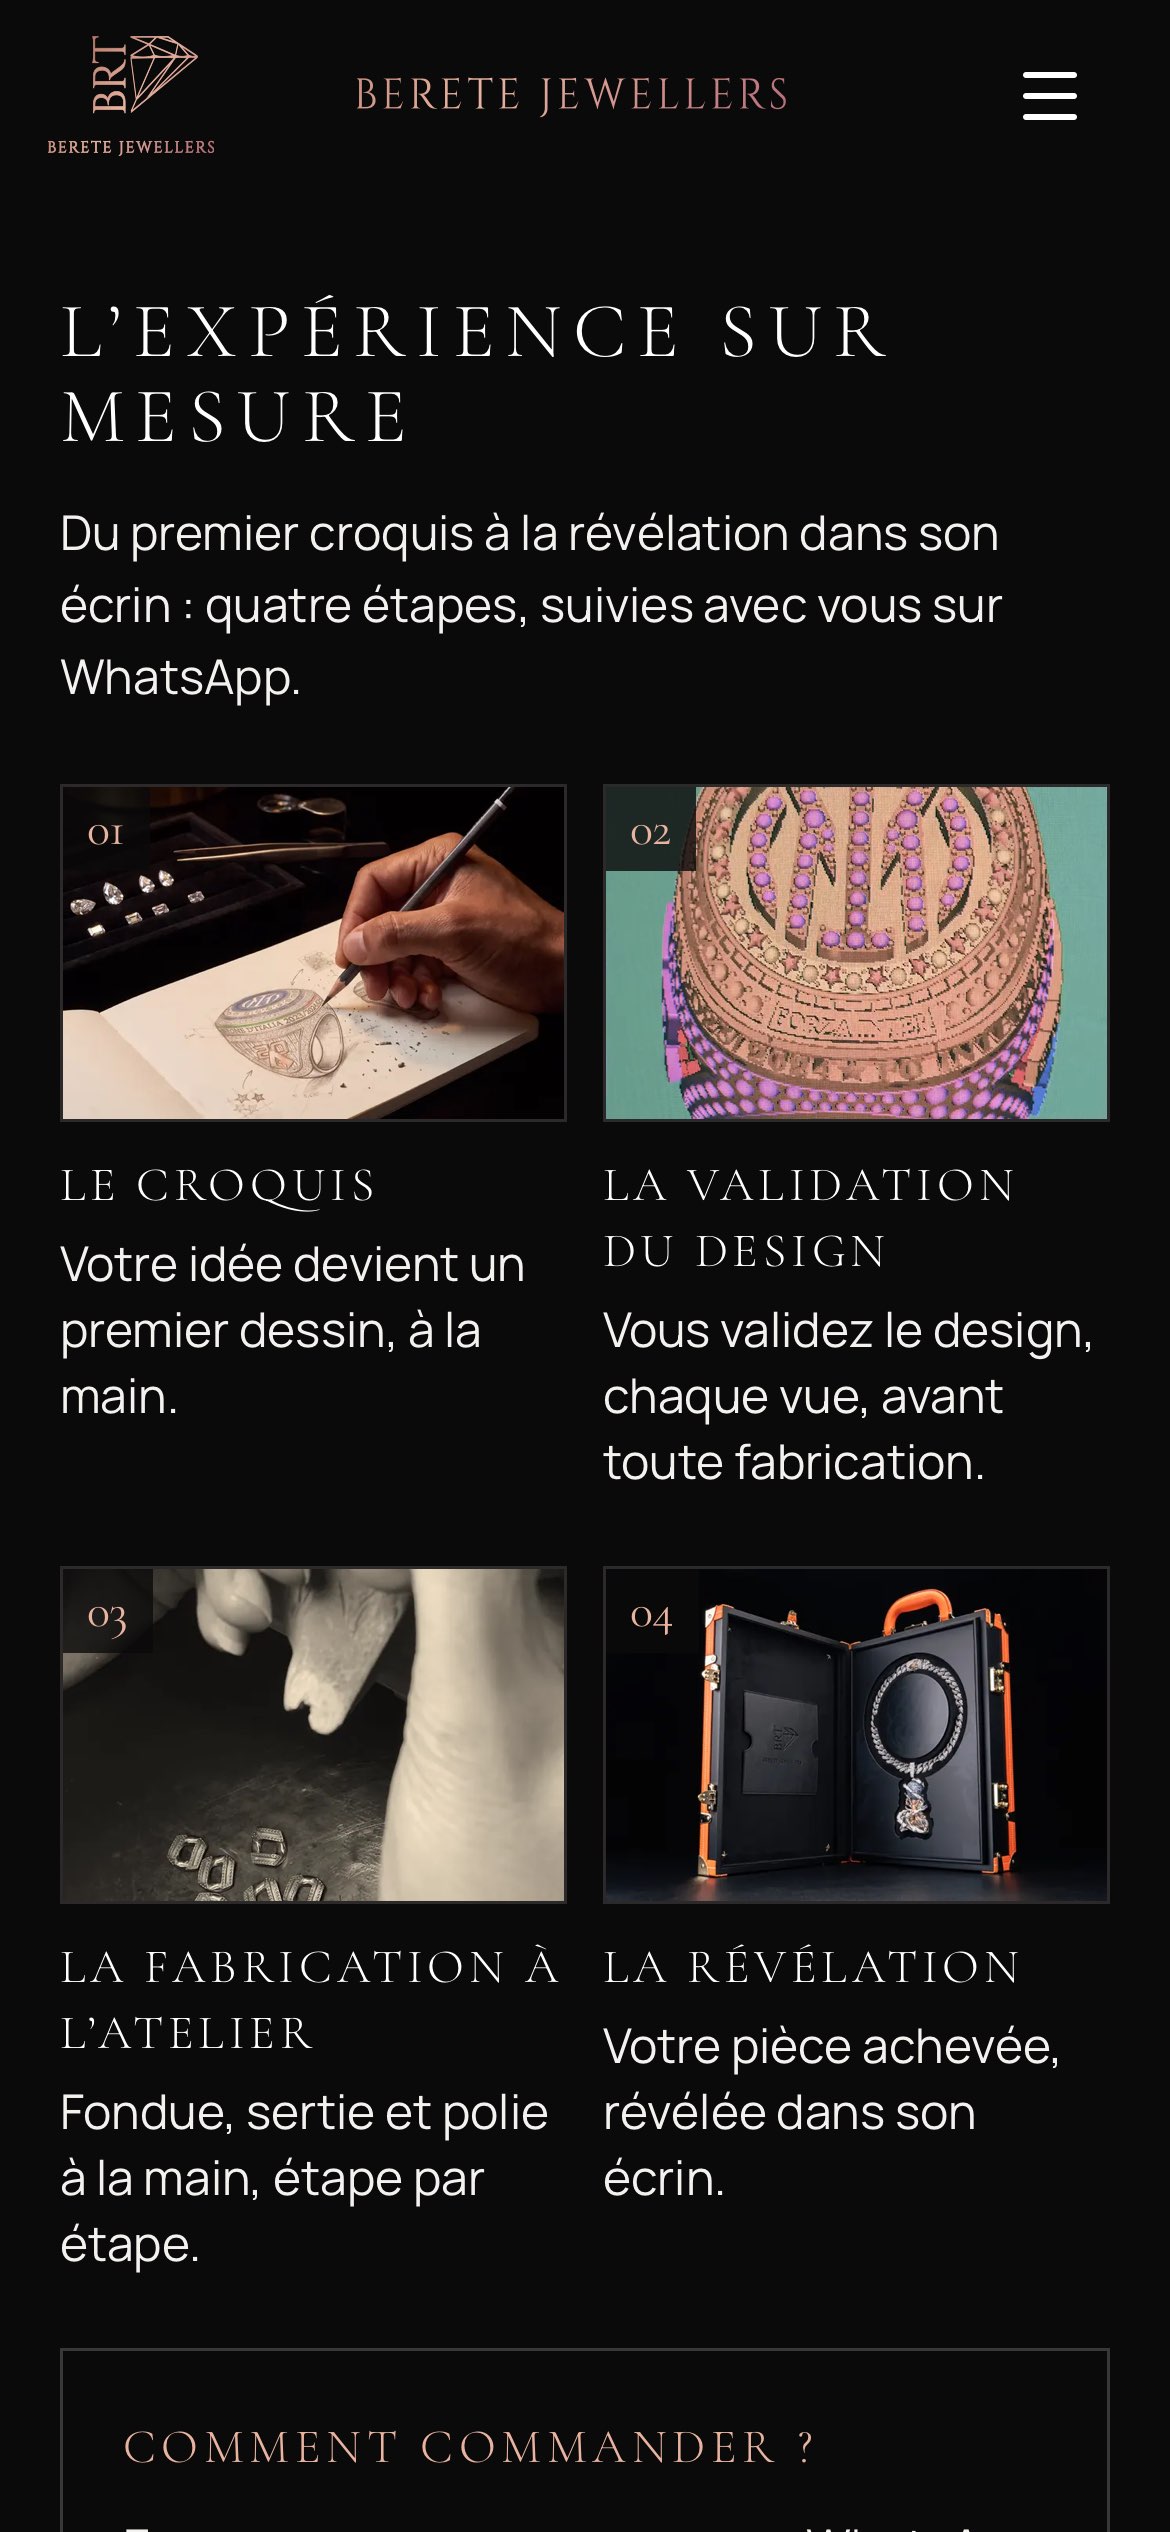 BRT
BERETE JEWELLERS
BERETE JEWELLERS
L’EXPÉRIENCE SUR
MESURE
Du premier croquis à la révélation dans son
écrin : quatre étapes, suivies avec vous sur
WhatsApp.
01
LE CROQUIS
Votre idée devient un
premier dessin, à la
main.
02
FORZA INTER
LA VALIDATION
DU DESIGN
Vous validez le design,
chaque vue, avant
toute fabrication.
03
LA FABRICATION À
L’ATELIER
Fondue, sertie et polie
à la main, étape par
étape.
04
BRT
LA RÉVÉLATION
Votre pièce achevée,
révélée dans son
écrin.
COMMENT COMMANDER ?